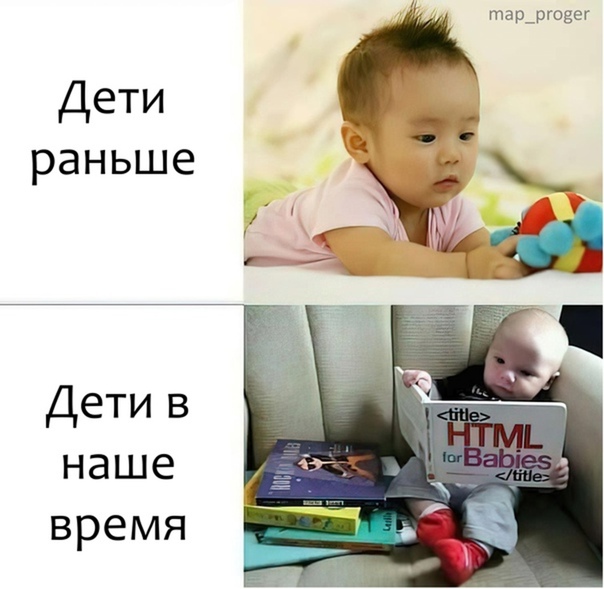 map_proger
Дети
раньше
Дети в
наше
время
<title>
HTML
for Babies
</title>